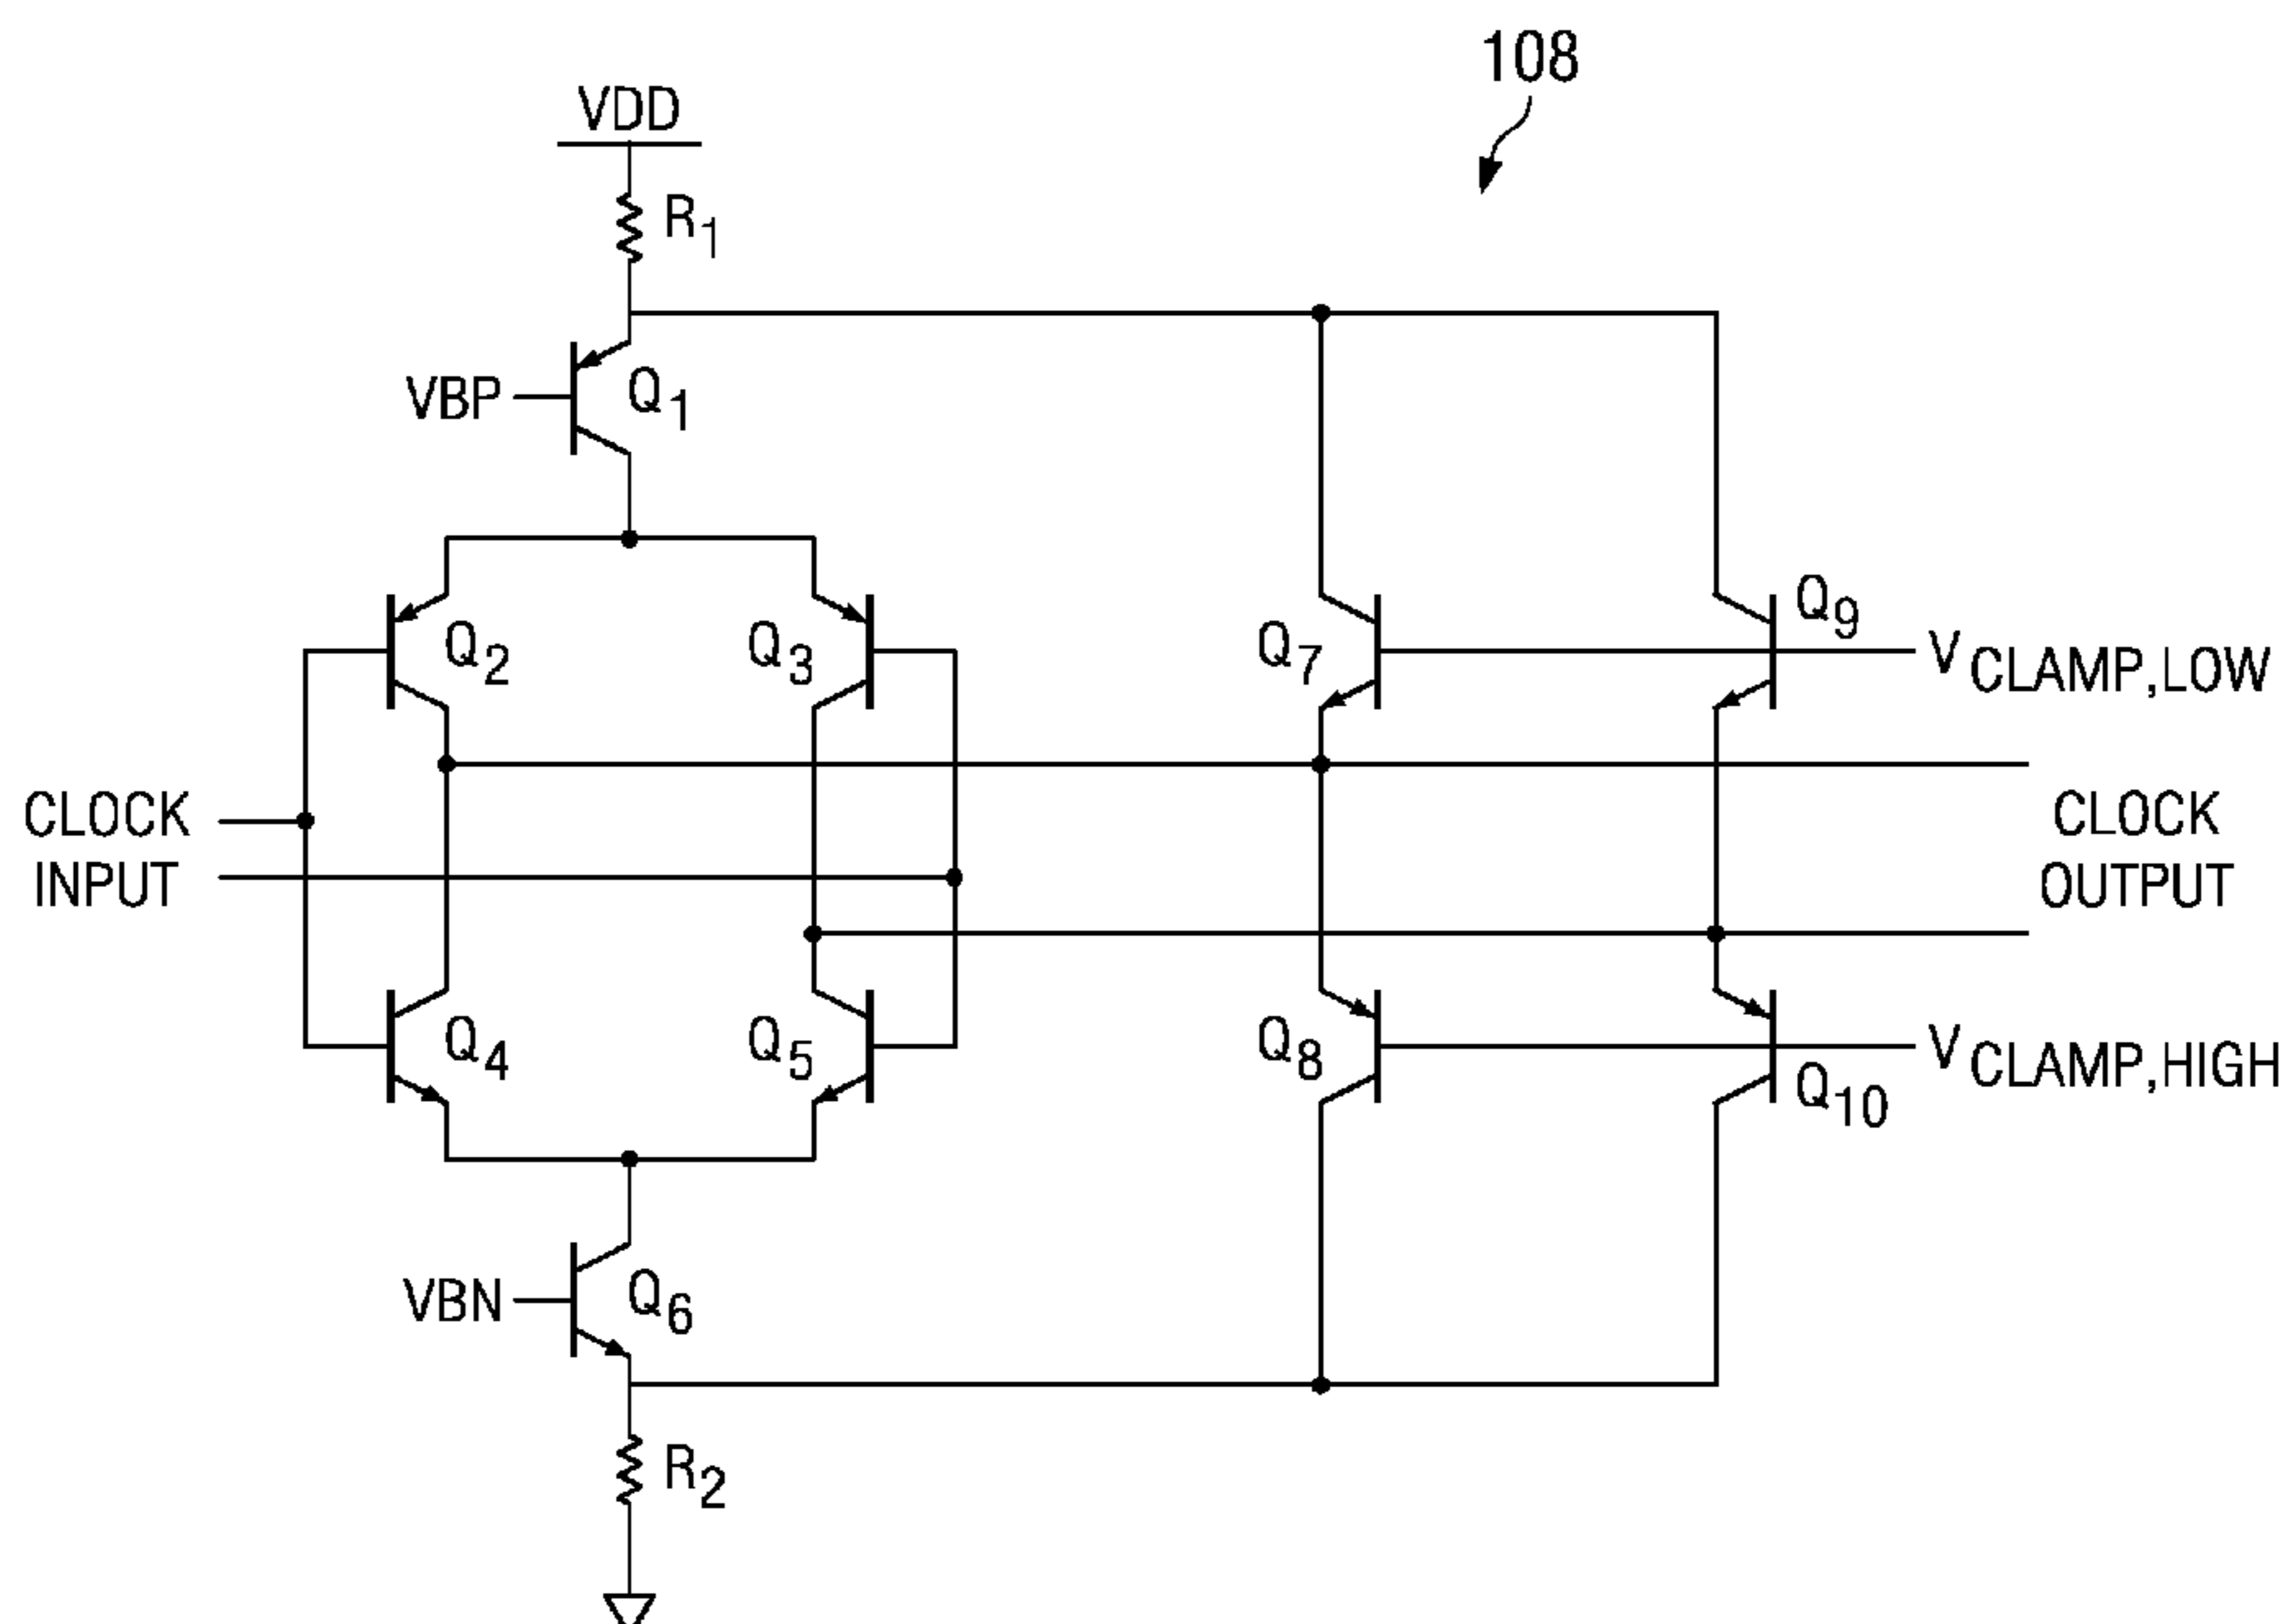 108
VDD
R1
VBP
Q1
Q2
Q3
Q7
Q9
VCLAMP,LOW
CLOCK
INPUT
CLOCK
OUTPUT
Q4
Q5
Q8
Q10
VCLAMP,HIGH
VBN
Q6
R2